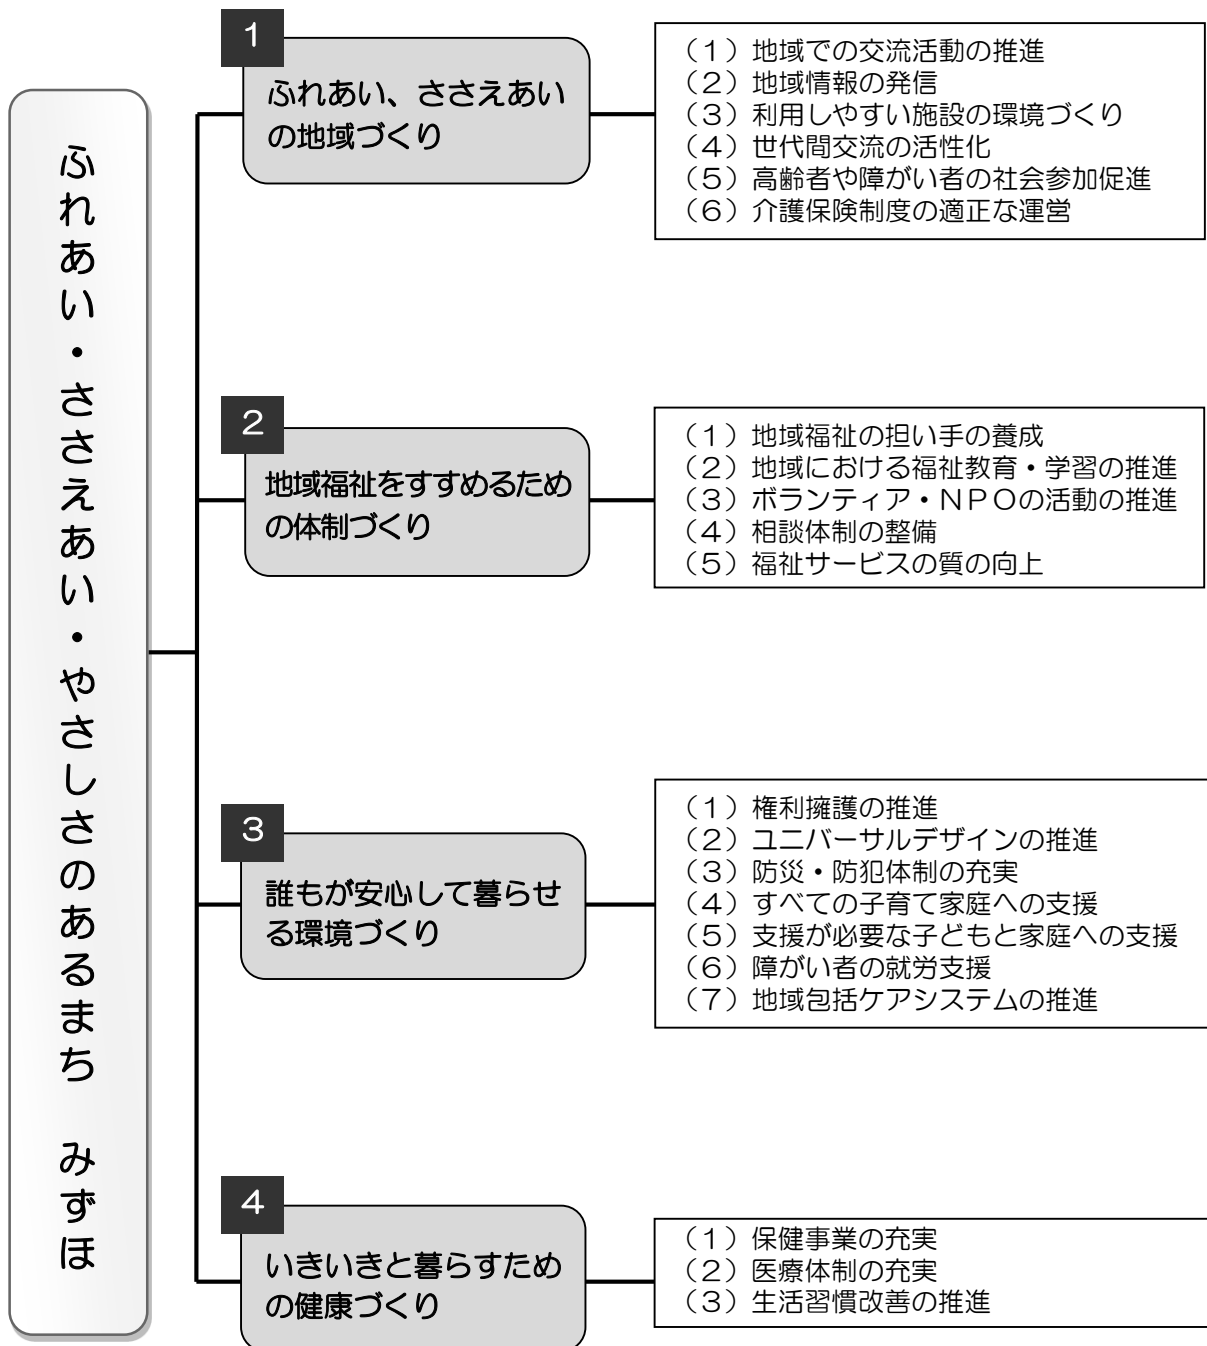 ふれあい・ささえあい・やさしさのあるまち　みずほ
1
ふれあい、ささえあい
の地域づくり
（１）地域での交流活動の推進
（２）地域情報の発信
（３）利用しやすい施設の環境づくり
（４）世代間交流の活性化
（５）高齢者や障がい者の社会参加促進
（６）介護保険制度の適正な運営
2
地域福祉をすすめるため
の体制づくり
（１）地域福祉の担い手の養成
（２）地域における福祉教育・学習の推進
（３）ボランティア・ＮＰＯの活動の推進
（４）相談体制の整備
（５）福祉サービスの質の向上
3
誰もが安心して暮らせ
る環境づくり
（１）権利擁護の推進
（２）ユニバーサルデザインの推進
（３）防災・防犯体制の充実
（４）すべての子育て家庭への支援
（５）支援が必要な子どもと家庭への支援
（６）障がい者の就労支援
（７）地域包括ケアシステムの推進
4
いきいきと暮らすため
の健康づくり
（１）保健事業の充実
（２）医療体制の充実
（３）生活習慣改善の推進